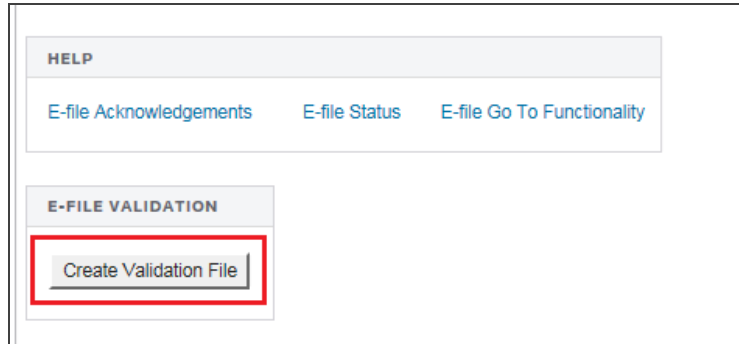 HELP
E-file Acknowledgements E-file Status E-file Go To Functionality
E-FILE VALIDATION
Create Validation File